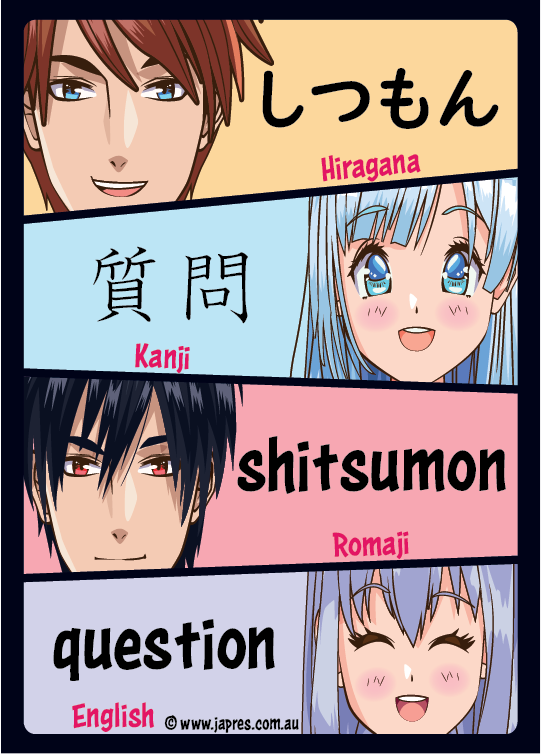 しつもん
Hiragana
質問
Kanji
shitsumon
Romaji
question
English © www.japres.com.au